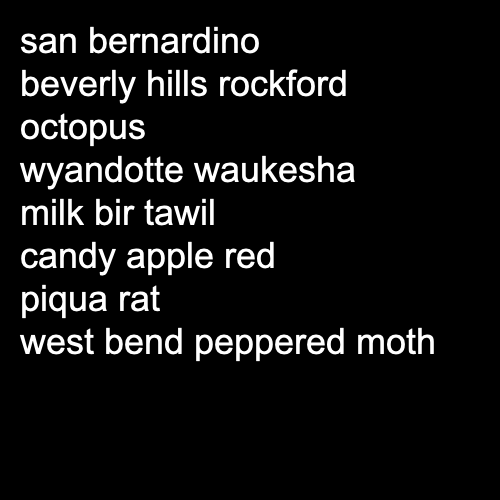 san bernardino
beverly hills rockford
octopus
wyandotte waukesha
milk bir tawil
candy apple red
piqua rat
west bend peppered moth